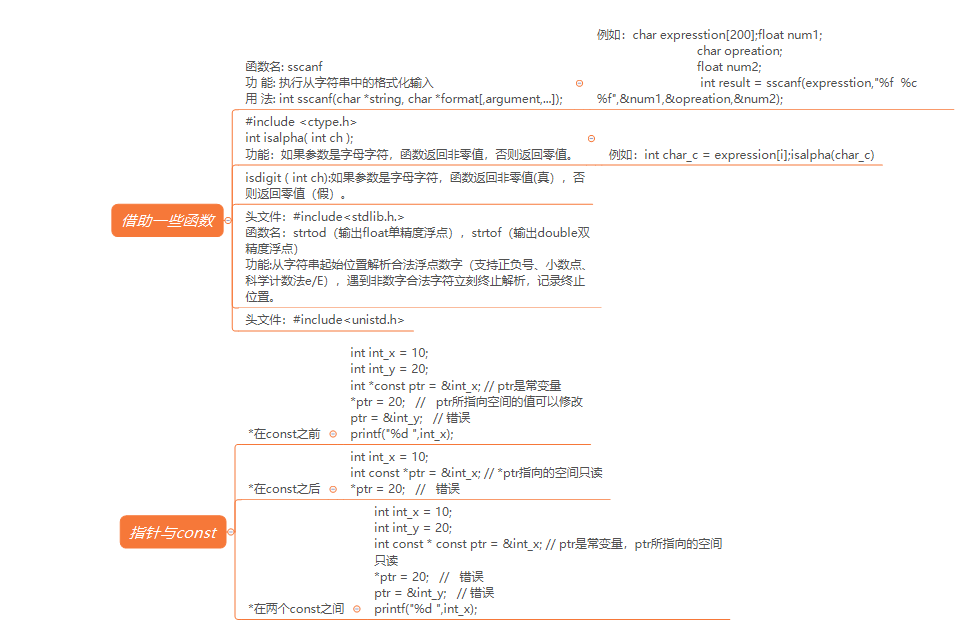 函数名: sscanf
功 能: 执行从字符串中的格式化输入
用 法: int sscanf(char *string, char *format[,argument,...]);
例如：char expresstion[200];float num1;
char opreation;
float num2;
int result = sscanf(expresstion,"%f %c
%f",&num1,&opreation,&num2);
#include <ctype.h>
int isalpha( int ch );
功能：如果参数是字母字符，函数返回非零值，否则返回零值。
例如：int char_c = expression[i];isalpha(char_c)
isdigit ( int ch):如果参数是字母字符，函数返回非零值(真），否
则返回零值（假）。
借助一些函数
头文件：#include<stdlib.h.>
函数名：strtod（输出float单精度浮点），strtof（输出double双
精度浮点）
功能:从字符串起始位置解析合法浮点数字（支持正负号、小数点、
科学计数法e/E），遇到非数字合法字符立刻终止解析，记录终止
位置。
头文件：#include<unistd.h>
int int_x = 10;
int int_y = 20;
int *const ptr = &int_x; // ptr是常变量
*ptr = 20; // ptr所指向空间的值可以修改
ptr = &int_y; // 错误
*在const之前
printf("%d ",int_x);
int int_x = 10;
int const *ptr = &int_x; // *ptr指向的空间只读
*在const之后
*ptr = 20; // 错误
指针与const
int int_x = 10;
int int_y = 20;
int const * const ptr = &int_x; // ptr是常变量，ptr所指向的空间
只读
*ptr = 20; // 错误
ptr = &int_y; // 错误
*在两个const之间
printf("%d ",int_x);